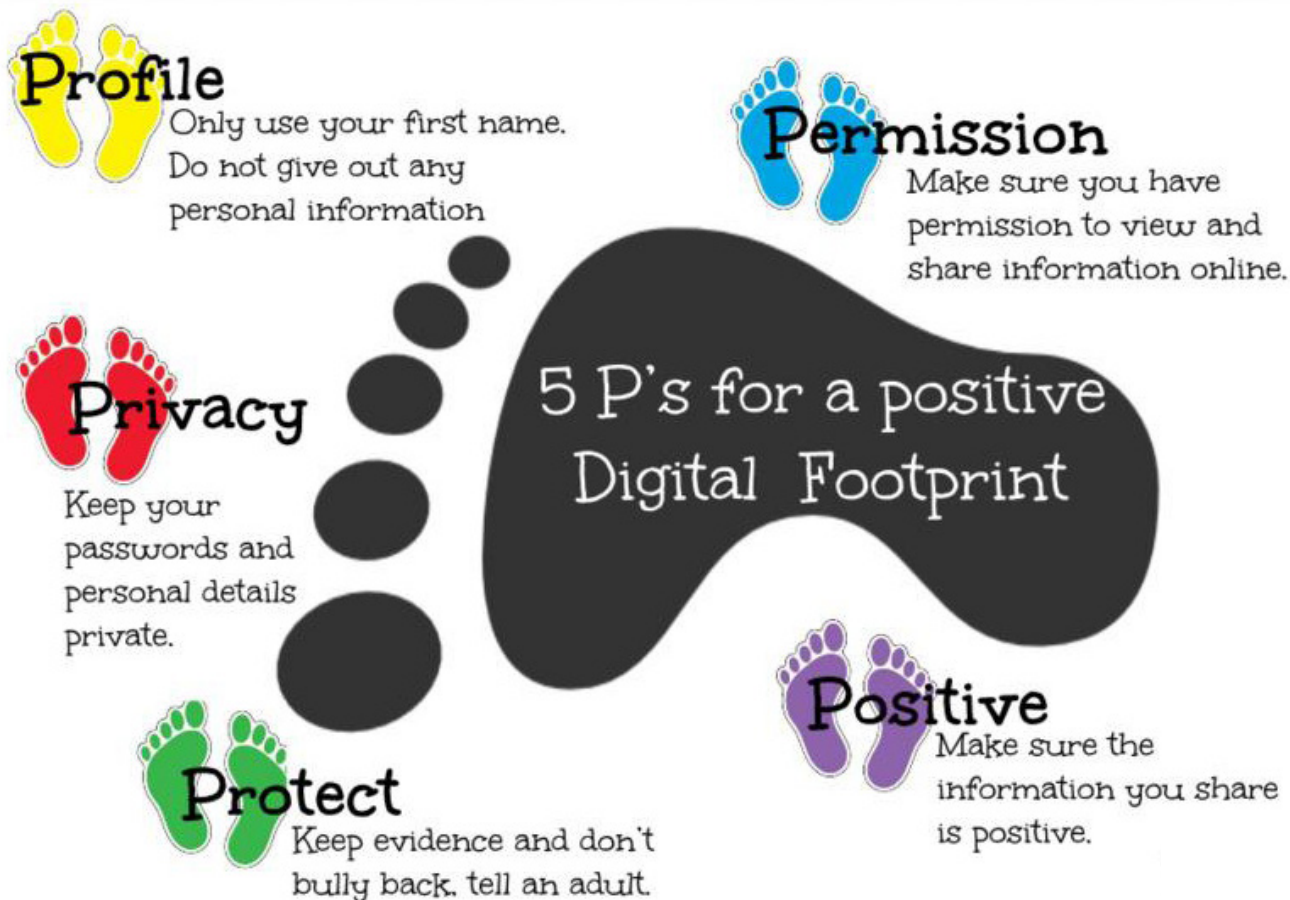 Profile
Only use your first name.
Do not give out any
personal information
Permission
Make sure you have
permission to view and
share information online.
5 P's for a positive
Digital Footprint
Privacy
Keep your
passwords and
personal details
private.
Protect
Keep evidence and don't
bully back, tell an adult.
Positive
Make sure the
information you share
is positive.